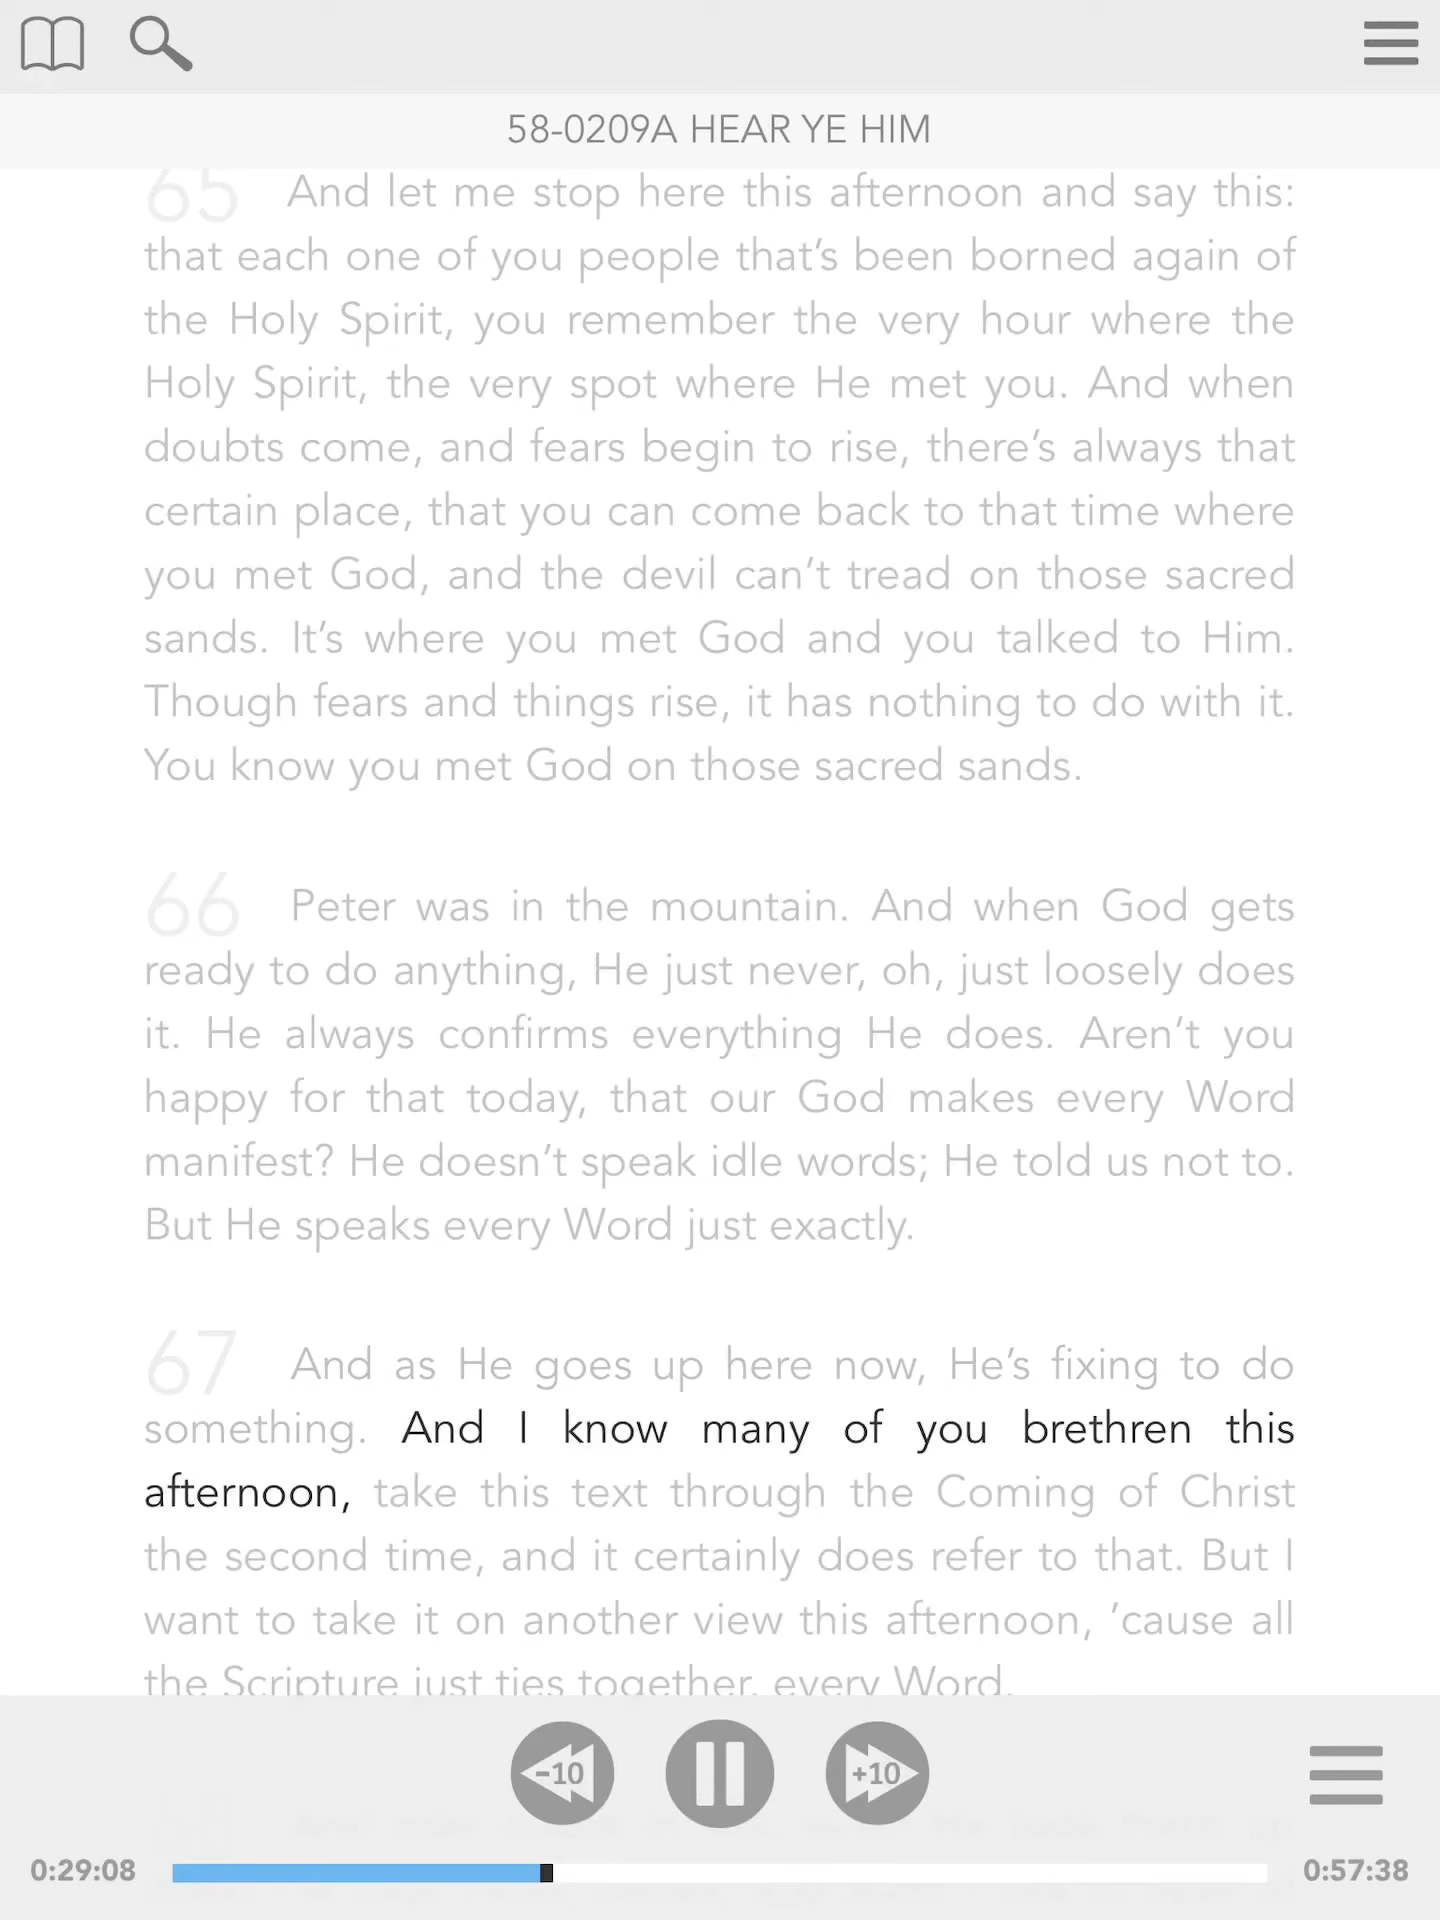 58-0209A HEAR YE HIM
65 And let me stop here this afternoon and say this:
that each one of you people that’s been borned again of
the Holy Spirit, you remember the very hour where the
Holy Spirit, the very spot where He met you. And when
doubts come, and fears begin to rise, there’s always that
certain place, that you can come back to that time where
you met God, and the devil can’t tread on those sacred
sands. It’s where you met God and you talked to Him.
Though fears and things rise, it has nothing to do with it.
You know you met God on those sacred sands.
66 Peter was in the mountain. And when God gets
ready to do anything, He just never, oh, just loosely does
it. He always confirms everything He does. Aren’t you
happy for that today, that our God makes every Word
manifest? He doesn’t speak idle words; He told us not to.
But He speaks every Word just exactly.
67 And as He goes up here now, He’s fixing to do
something. And I know many of you brethren this
afternoon, take this text through the Coming of Christ
the second time, and it certainly does refer to that. But I
want to take it on another view this afternoon, ’cause all
the Scripture just ties together, every Word.
-10 +10
0:29:08 0:57:38